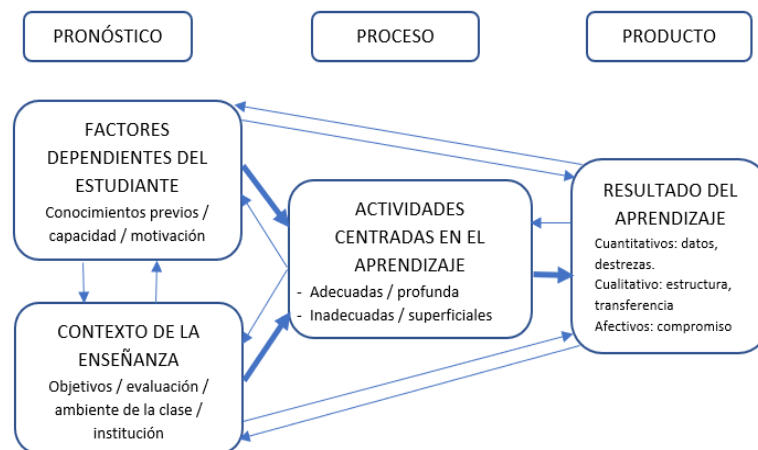 PRONÓSTICO
PROCESO
PRODUCTO
FACTORES
DEPENDIENTES DEL
ESTUDIANTE
Conocimientos previos /
capacidad / motivación
CONTEXTO DE LA
ENSEÑANZA
Objetivos / evaluación /
ambiente de la clase /
institución
ACTIVIDADES
CENTRADAS EN EL
APRENDIZAJE
- Adecuadas / profunda
- Inadecuadas / superficiales
RESULTADO DEL
APRENDIZAJE
Cuantitativos: datos,
destrezas.
Cualitativo: estructura,
transferencia
Afectivos: compromiso